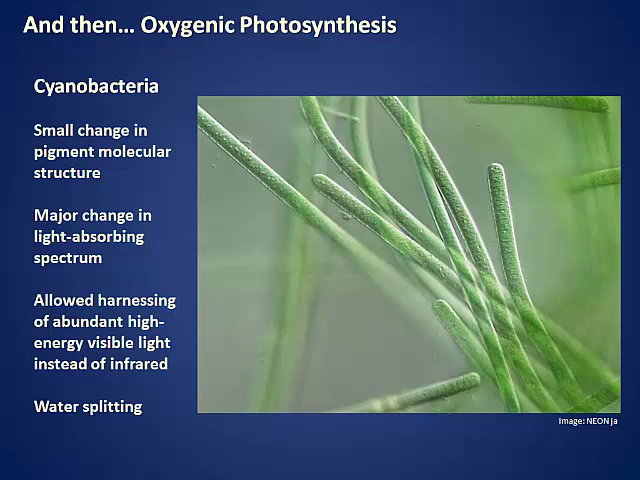 And then... Oxygenic Photosynthesis
Cyanobacteria
Small change in
pigment molecular
structure
Major change in
light-absorbing
spectrum
Allowed harnessing
of abundant high-
energy visible light
instead of infrared
Water splitting
Image: NEON ja